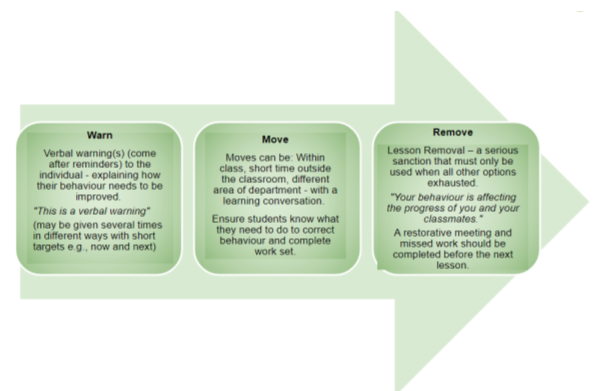 Warn
Verbal warning(s) (come
after reminders) to the
individual - explaining how
their behaviour needs to be
improved.
"This is a verbal warning"
(may be given several times
in different ways with short
targets e.g., now and next)
Move
Moves can be: Within
class, short time outside
the classroom, different
area of department - with a
learning conversation.
Ensure students know what
they need to do to correct
behaviour and complete
work set.
Remove
Lesson Removal – a serious
sanction that must only be
used when all other options
exhausted.
"Your behaviour is affecting
the progress of you and your
classmates."
A restorative meeting and
missed work should be
completed before the next
lesson.